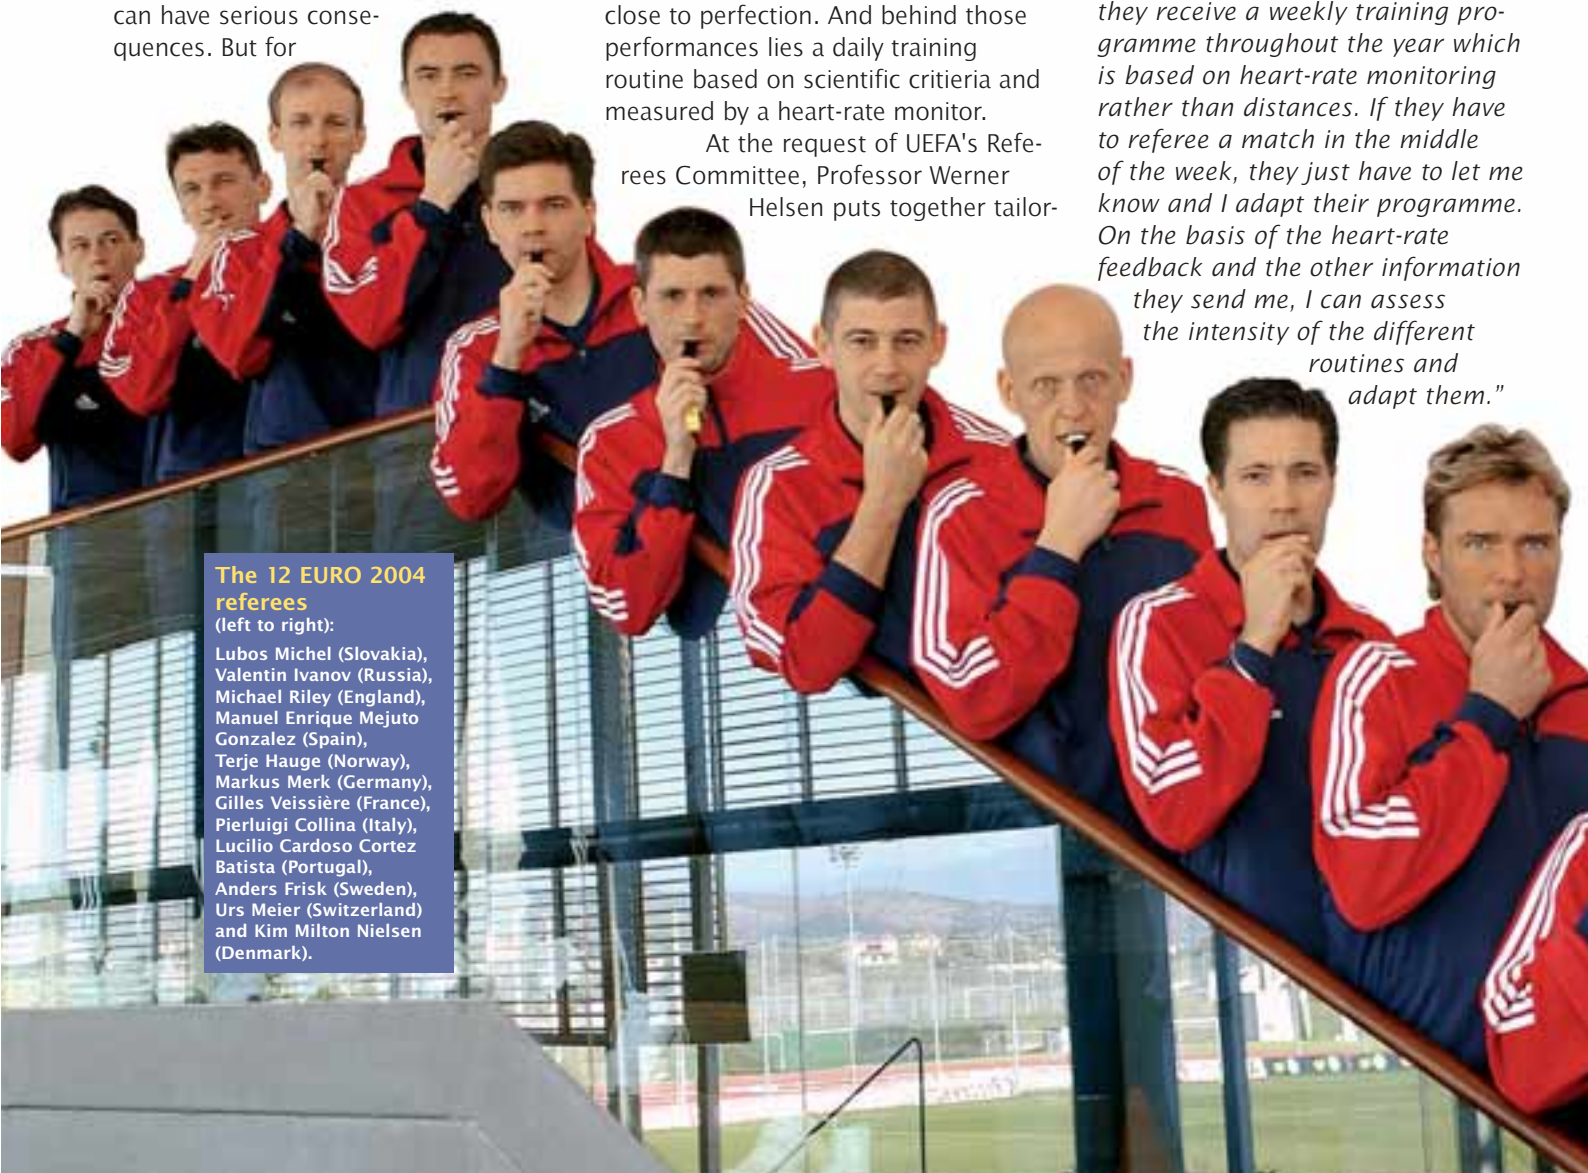 can have serious conse-
quences. But for
close to perfection. And behind those
performances lies a daily training
routine based on scientific critieria and
measured by a heart-rate monitor.
At the request of UEFA's Refe-
rees Committee, Professor Werner
Helsen puts together tailor-
they receive a weekly training pro-
gramme throughout the year which
is based on heart-rate monitoring
rather than distances. If they have
to referee a match in the middle
of the week, they just have to let me
know and I adapt their programme.
On the basis of the heart-rate
feedback and the other information
they send me, I can assess
the intensity of the different
routines and
adapt them.”
The 12 EURO 2004
referees
(left to right):
Lubos Michel (Slovakia),
Valentin Ivanov (Russia),
Michael Riley (England),
Manuel Enrique Mejuto
Gonzalez (Spain),
Terje Hauge (Norway),
Markus Merk (Germany),
Gilles Veissière (France),
Pierluigi Collina (Italy),
Lucilio Cardoso Cortez
Batista (Portugal),
Anders Frisk (Sweden),
Urs Meier (Switzerland)
and Kim Milton Nielsen
(Denmark).